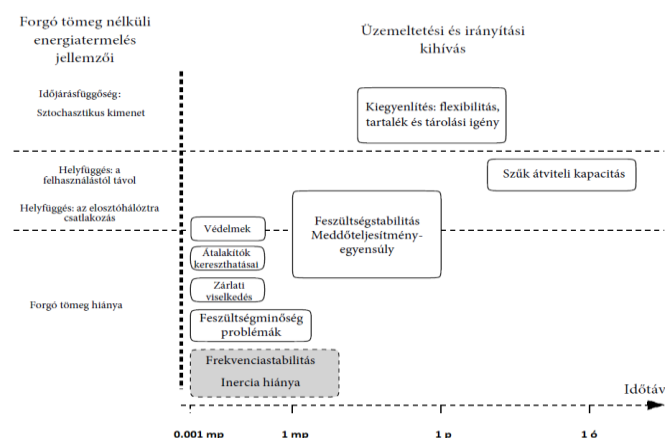 Forgó tömeg nélküli
energiatermelés
jellemzői
Üzemeltetési és irányítási
kihívás
Időjárásfüggőség:
Sztochasztikus kimenet
Kiegyenlítés: flexibilitás,
tartalék és tárolási igény
Helyfüggés: a
felhasználástól távol
Szűk átviteli kapacitás
Helyfüggés: az elosztóhálóztra
csatlakozás
Védelmek
Feszültségstabilitás
Meddőteljesítmény-
egyensúly
Átalakítók
kereszthatásai
Zárlati
viselkedés
Forgó tömeg hiánya
Feszültségminőség
problémák
Frekvenciastabilitás
Inercia hiánya
Időtáv
0.001 mp
1 mp
1 p
1 ó